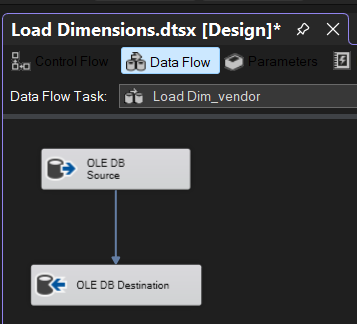 Load Dimensions.dtsx [Design]*
Control Flow Data Flow Parameters
Data Flow Task: Load Dim_vendor
OLE DB
Source
OLE DB Destination